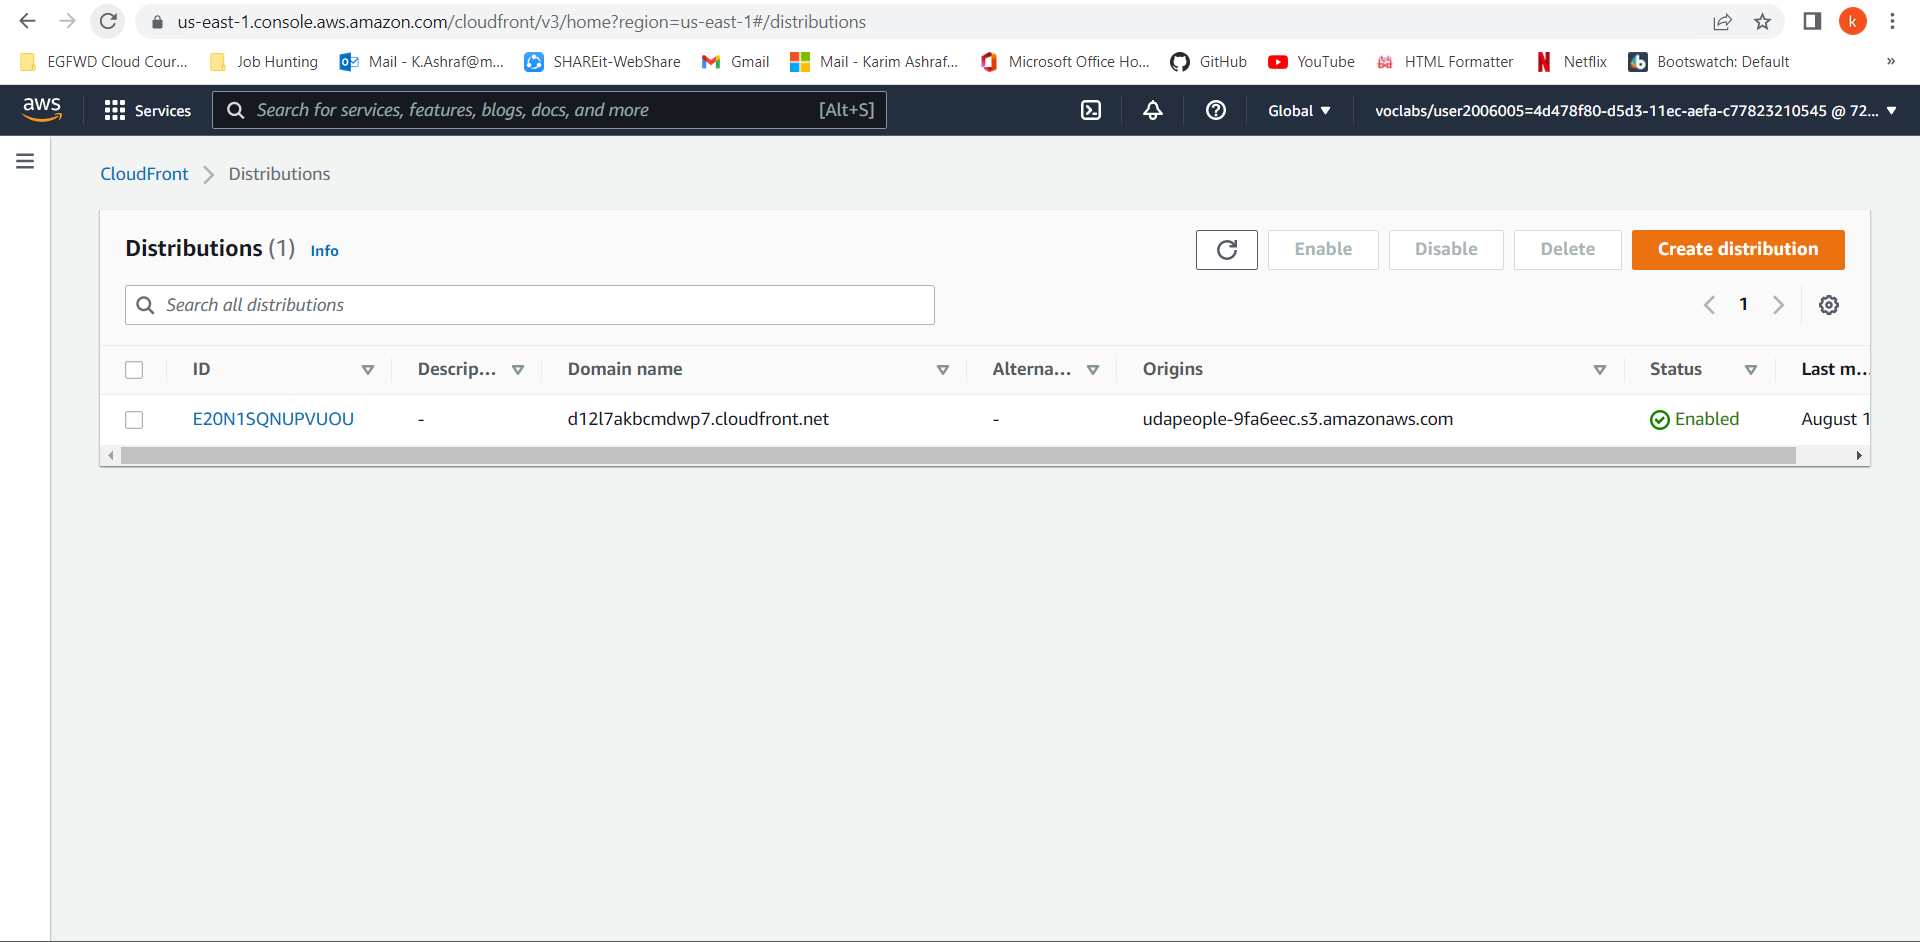 us-east-1.console.aws.amazon.com/cloudfront/v3/home?region=us-east-1#/distributions
k
EGFWD Cloud Cour... Job Hunting Mail - K.Ashraf@m... SHAREit-WebShare Gmail Mail - Karim Ashraf... Microsoft Office Ho... GitHub YouTube HTML Formatter Netflix Bootswatch: Default »
aws Services Search for services, features, blogs, docs, and more [Alt+S] Global voclabs/user2006005=4d478f80-d5d3-11ec-aefa-c77823210545 @ 72...
CloudFront Distributions
Distributions (1) Info Enable Disable Delete Create distribution
Search all distributions 1
ID Descrip... Domain name Alterna... Origins Status Last m...
E20N1SQNUPVUOU - d12l7akbcmdwp7.cloudfront.net - udapeople-9fa6eec.s3.amazonaws.com Enabled August 1